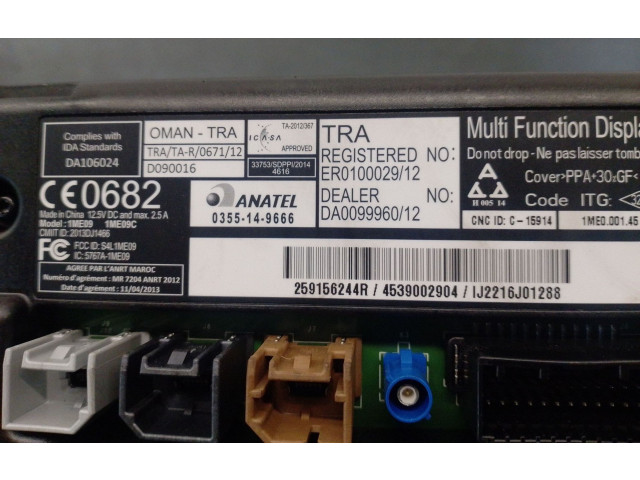 Complies with
IDA Standards
DA106024
OMAN - TRA
TRA/TA-R/0671/12
D090016
ICASA
TA-2012/367
APPROVED
33753/SDPPI/2014
4616
TRA
REGISTERED NO:
ER0100029/12
DEALER NO:
DA0099960/12
Multi Function Displa
Do not drop - Ne pas laisser tomb
Cover>PPA+30%GF<
Code ITG:
H 005 14
CNC ID: C-15914
1ME0.001.45
CE0682
Made in China 12.5V DC and max. 2.5 A
Model : 1ME09 1ME09C
CMIIT ID: 2013DJ1466
FC FCC ID: S4L1ME09
IC: 5767A-1ME09
AGREE PAR L'ANRT MAROC
Numéro d'agrément : MR 7204 ANRT 2012
Date d'agrément : 11/04/2013
ANATEL
0355-14-9666
259156244R / 4539002904 / IJ2216J01288